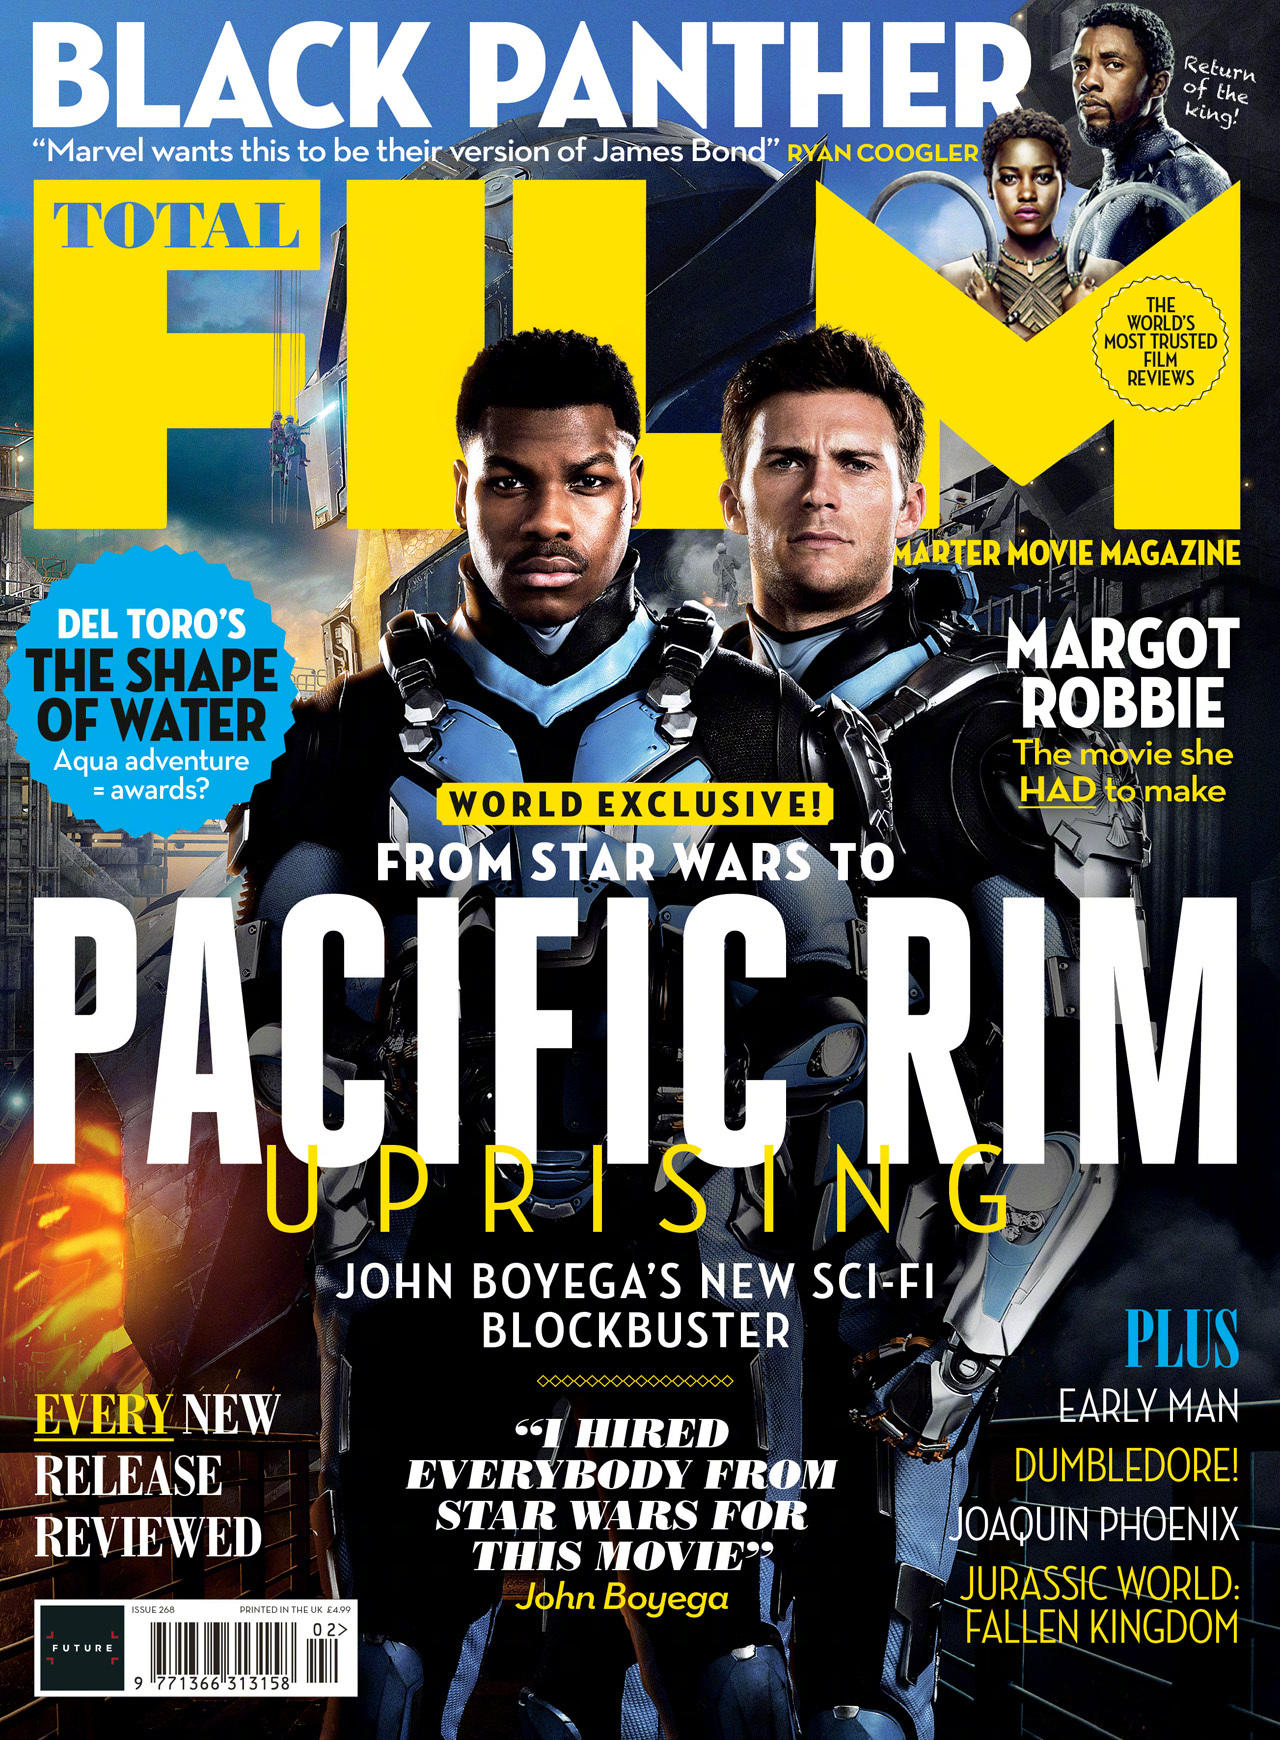 BLACK PANTHER
“Marvel wants this to be their version of James Bond” RYAN COOGLER
Return
of the
king!
TOTAL
FILM
THE
WORLD'S
MOST TRUSTED
FILM
REVIEWS
MARTER MOVIE MAGAZINE
DEL TORO'S
THE SHAPE
OF WATER
Aqua adventure
= awards?
MARGOT
ROBBIE
The movie she
HAD to make
WORLD EXCLUSIVE!
FROM STAR WARS TO
PACIFIC RIM
UPRISING
JOHN BOYEGA'S NEW SCI-FI
BLOCKBUSTER
“I HIRED
EVERYBODY FROM
STAR WARS FOR
THIS MOVIE”
John Boyega
EVERY NEW
RELEASE
REVIEWED
PLUS
EARLY MAN
DUMBLEDORE!
JOAQUIN PHOENIX
JURASSIC WORLD:
FALLEN KINGDOM
FUTURE
ISSUE 268 PRINTED IN THE UK £4.99
02>
9 771366 313158